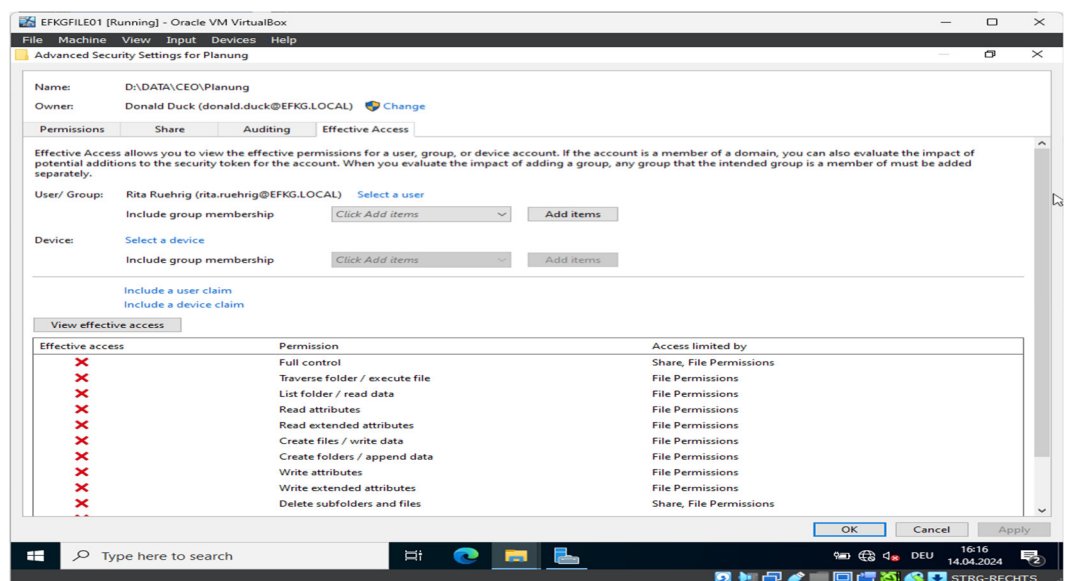 EFKGFILE01 [Running] - Oracle VM VirtualBox
File Machine View Input Devices Help
Advanced Security Settings for Planung
Name: D:\DATA\CEO\Planung
Owner: Donald Duck (donald.duck@EFKG.LOCAL) Change
Permissions Share Auditing Effective Access
Effective Access allows you to view the effective permissions for a user, group, or device account. If the account is a member of a domain, you can also evaluate the impact of
potential additions to the security token for the account. When you evaluate the impact of adding a group, any group that the intended group is a member of must be added
separately.
User/ Group: Rita Ruehrig (rita.ruehrig@EFKG.LOCAL) Select a user
Include group membership Click Add items Add items
Device: Select a device
Include group membership Click Add items Add items
Include a user claim
Include a device claim
View effective access
Effective access Permission Access limited by
Full control Share, File Permissions
Traverse folder / execute file File Permissions
List folder / read data File Permissions
Read attributes File Permissions
Read extended attributes File Permissions
Create files / write data File Permissions
Create folders / append data File Permissions
Write attributes File Permissions
Write extended attributes File Permissions
Delete subfolders and files Share, File Permissions
OK Cancel Apply
Type here to search DEU 16:16
14.04.2024 2
STRG-RECHTS